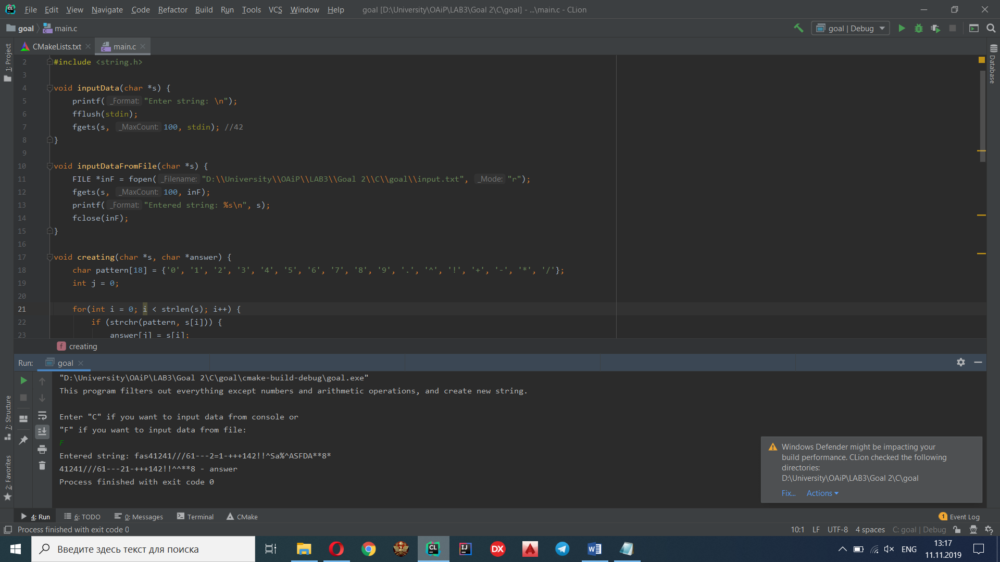 File Edit View Navigate Code Refactor Build Run Tools VCS Window Help goal [D:\University\OAiP\LAB3\Goal 2\C\goal] - ...\main.c - CLion
goal main.c goal | Debug
CMakeLists.txt main.c
1: Project
Database
2 #include <string.h>
3
4 void inputData(char *s) {
5 printf( _Format: "Enter string: \n");
6 fflush(stdin);
7 fgets(s, _MaxCount: 100, stdin); //42
8 }
9
10 void inputDataFromFile(char *s) {
11 FILE *inF = fopen( _Filename: "D:\\University\\OAiP\\LAB3\\Goal 2\\C\\goal\\input.txt", _Mode: "r");
12 fgets(s, _MaxCount: 100, inF);
13 printf( _Format: "Entered string: %s\n", s);
14 fclose(inF);
15 }
16
17 void creating(char *s, char *answer) {
18 char pattern[18] = {'0', '1', '2', '3', '4', '5', '6', '7', '8', '9', '.', '^', '!', '+', '-', '*', '/'};
19 int j = 0;
20
21 for(int i = 0; i < strlen(s); i++) {
22 if (strchr(pattern, s[i])) {
23 answer[j] = s[i];
f creating
Run: goal
"D:\University\OAiP\LAB3\Goal 2\C\goal\cmake-build-debug\goal.exe"
This program filters out everything except numbers and arithmetic operations, and create new string.
Enter "C" if you want to input data from console or
"F" if you want to input data from file:
F
Entered string: fas41241///61---2=1-+++142!!^Sa%^ASFDA**8*
41241///61---21-+++142!!^^**8 - answer
Process finished with exit code 0
7: Structure
2: Favorites
Windows Defender might be impacting your
build performance. CLion checked the following
directories:
D:\University\OAiP\LAB3\Goal 2\C\goal
Fix... Actions
4: Run 6: TODO 0: Messages Terminal CMake 1 Event Log
Process finished with exit code 0 10:1 LF UTF-8 4 spaces C: goal | Debug
Введите здесь текст для поиска
CL IJ DX W
ENG
13:17
11.11.2019